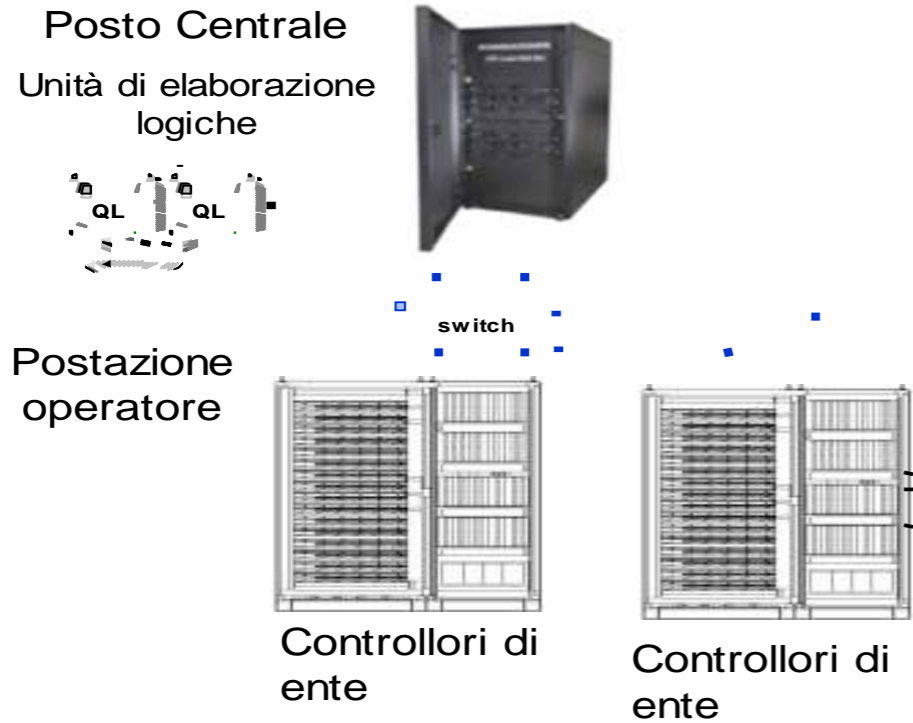 Posto Centrale
Unità di elaborazione
logiche
QL QL
switch
Postazione
operatore
Controllori di
ente
Controllori di
ente